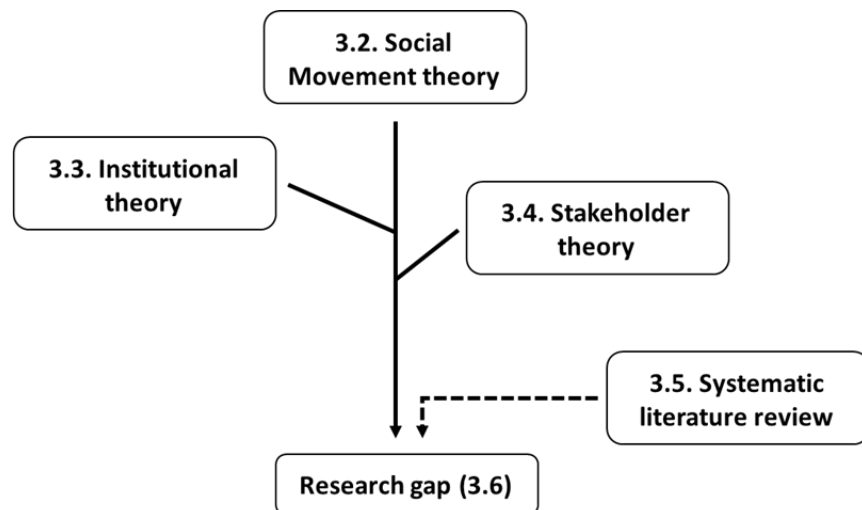 3.2. Social
Movement theory
3.3. Institutional
theory
3.4. Stakeholder
theory
3.5. Systematic
literature review
Research gap (3.6)